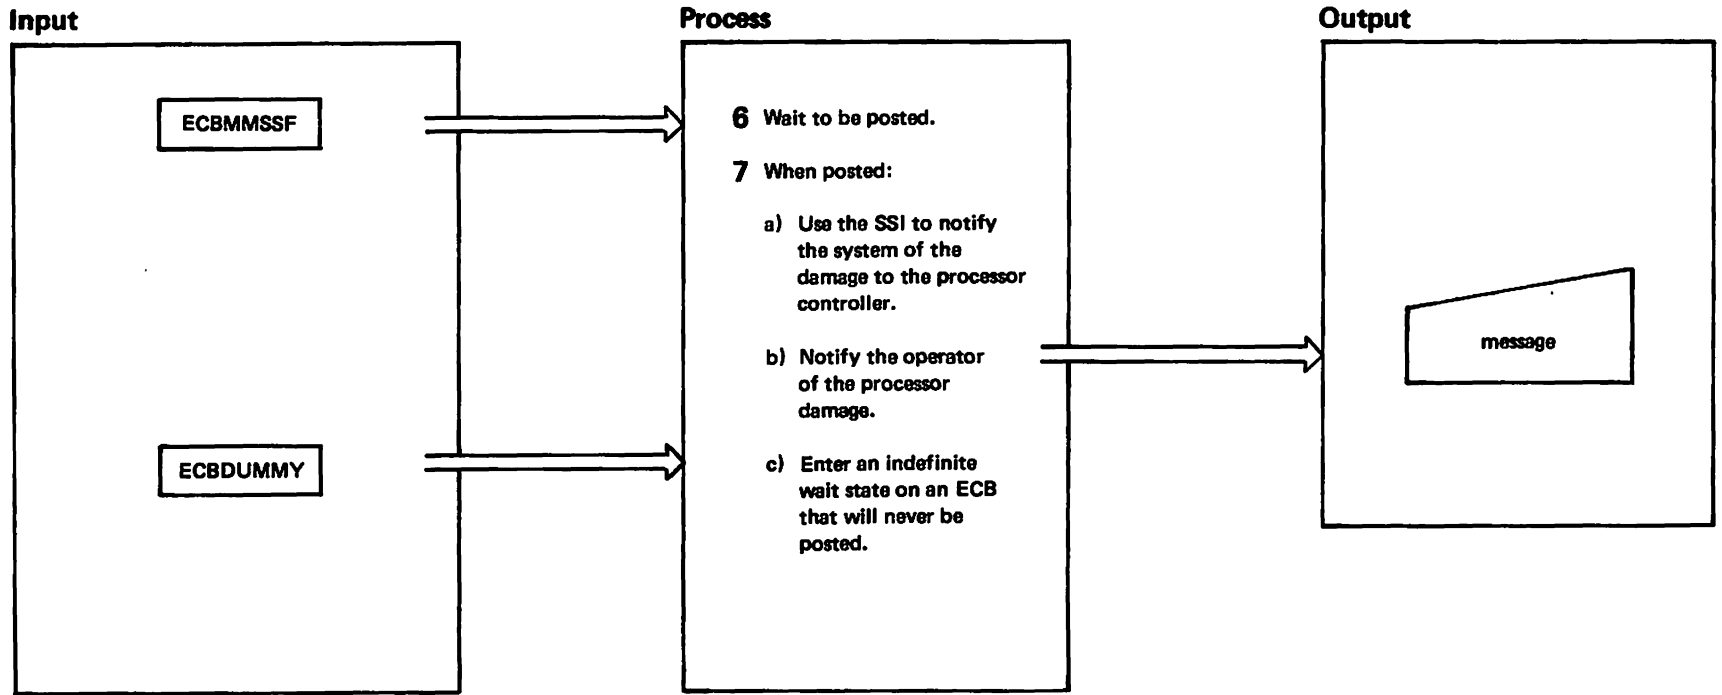 Input
Process
Output
ECBMMSSF
ECBDUMMY
6 Wait to be posted.
7 When posted:
a) Use the SSI to notify
the system of the
damage to the processor
controller.
b) Notify the operator
of the processor
damage.
c) Enter an indefinite
wait state on an ECB
that will never be
posted.
message